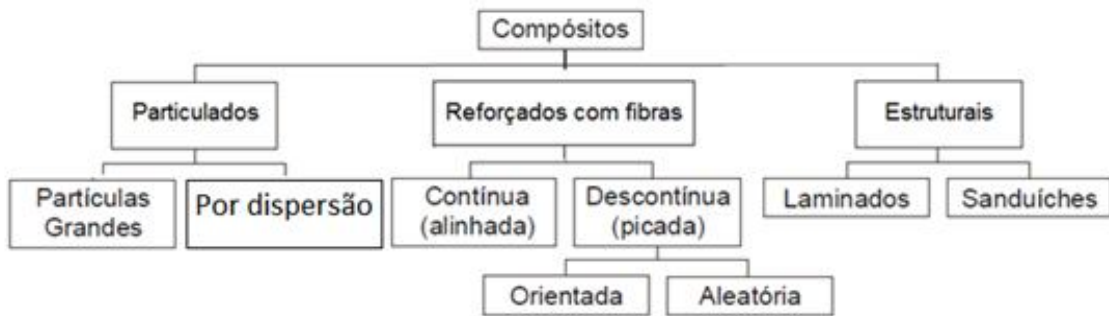 Compósitos
Particulados
Reforçados com fibras
Estruturais
Partículas
Grandes
Por dispersão
Contínua
(alinhada)
Descontínua
(picada)
Laminados
Sanduíches
Orientada
Aleatória